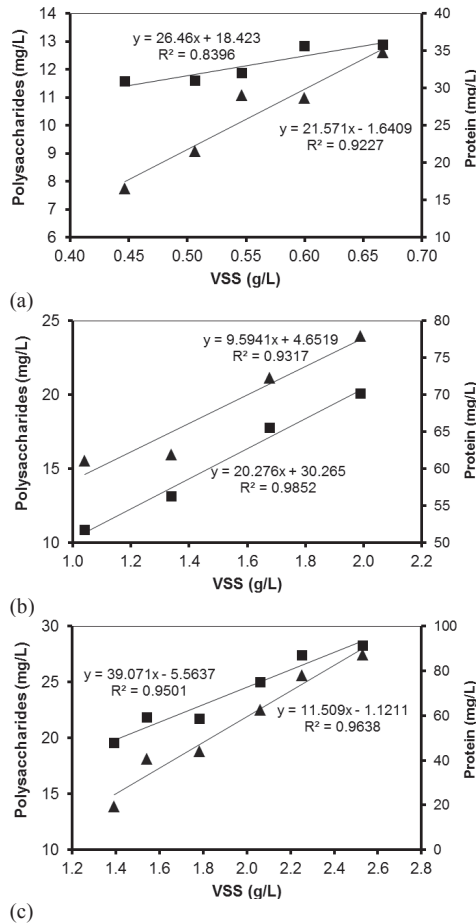 14
13
12
11
10
9
8
7
6
Polysaccharides (mg/L)
40
35
30
25
20
15
10
Protein (mg/L)
y = 26.46x + 18.423
R² = 0.8396
y = 21.571x - 1.6409
R² = 0.9227
0.40 0.45 0.50 0.55 0.60 0.65 0.70
VSS (g/L)
(a)
25
20
15
10
Polysaccharides (mg/L)
80
75
70
65
60
55
50
Protein (mg/L)
y = 9.5941x + 4.6519
R² = 0.9317
y = 20.276x + 30.265
R² = 0.9852
1.0 1.2 1.4 1.6 1.8 2.0 2.2
VSS (g/L)
(b)
30
25
20
15
10
Polysaccharides (mg/L)
100
80
60
40
20
0
Protein (mg/L)
y = 39.071x - 5.5637
R² = 0.9501
y = 11.509x - 1.1211
R² = 0.9638
1.2 1.4 1.6 1.8 2.0 2.2 2.4 2.6 2.8
VSS (g/L)
(c)